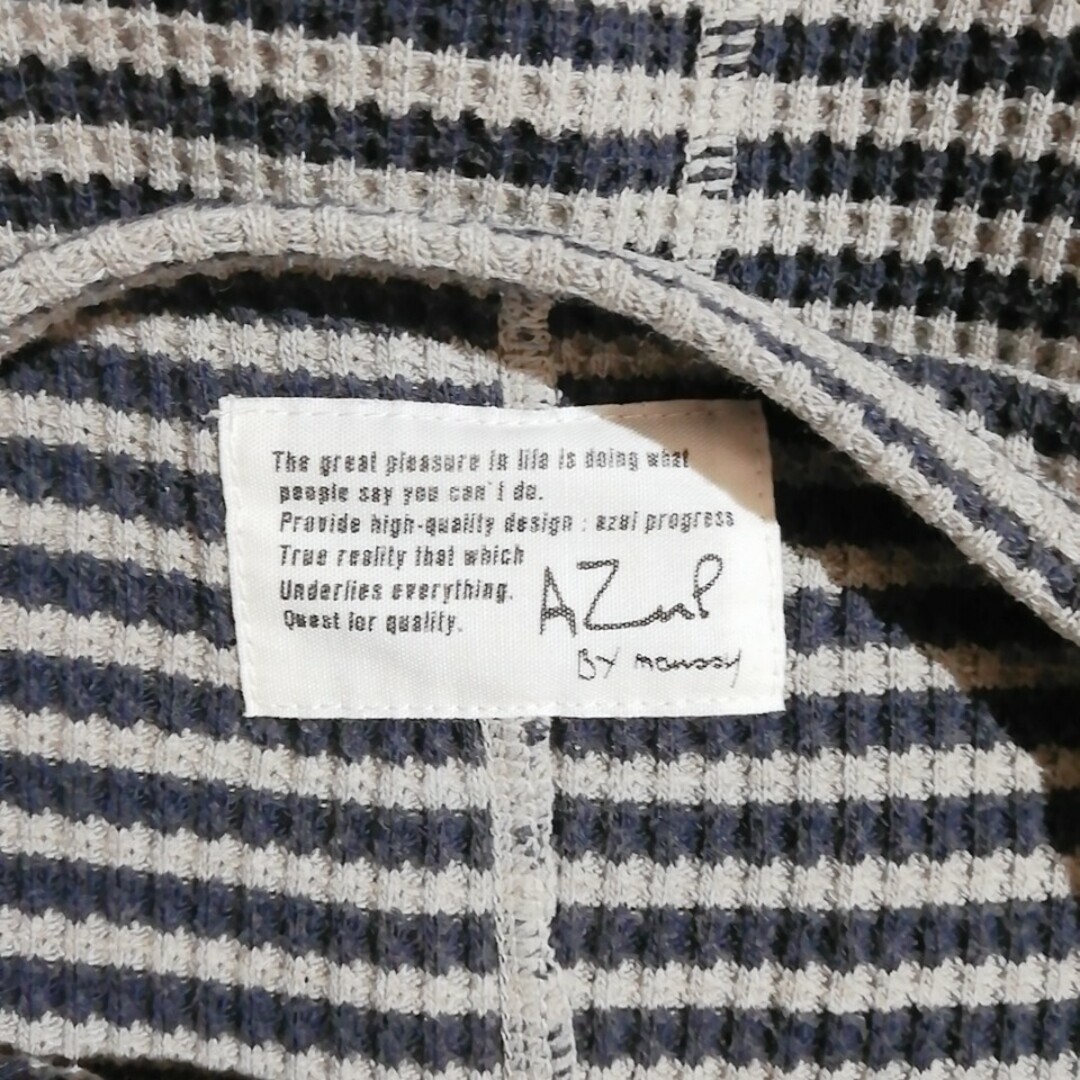 The great pleasure in life is doing what
people say you can't do.
Provide high-quality design : azul progress
True reality that which
Underlies everything.
Quest for quality.
AZUL
BY moussy